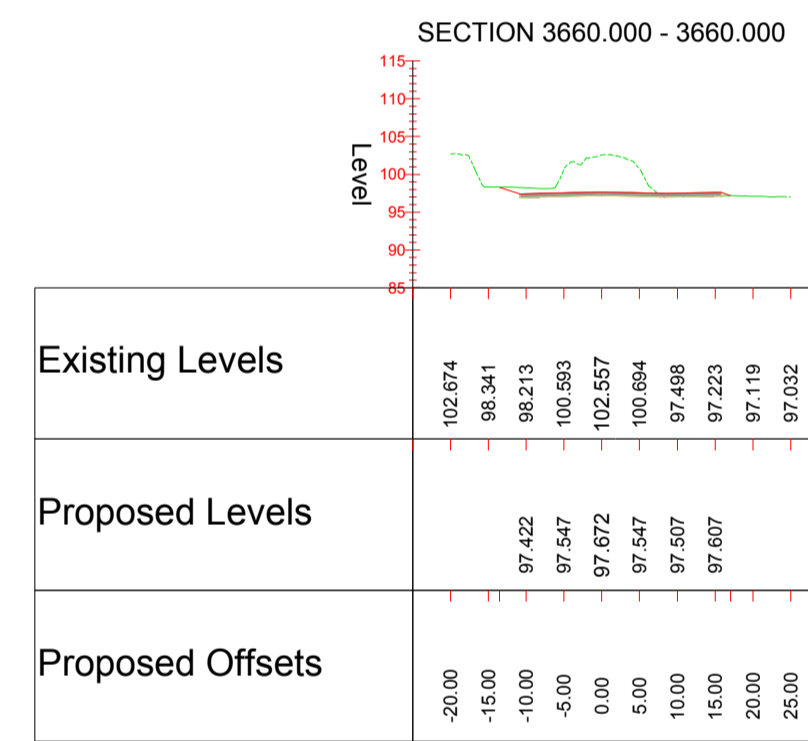 SECTION 3660.000 - 3660.000
115
110
105
100
95
90
85
Level
Existing Levels
102.674 98.341 98.213 100.593 102.557 100.694 97.498 97.223 97.119 97.032
Proposed Levels
97.422 97.547 97.672 97.547 97.507 97.607
Proposed Offsets
-20.00 -15.00 -10.00 -5.00 0.00 5.00 10.00 15.00 20.00 25.00